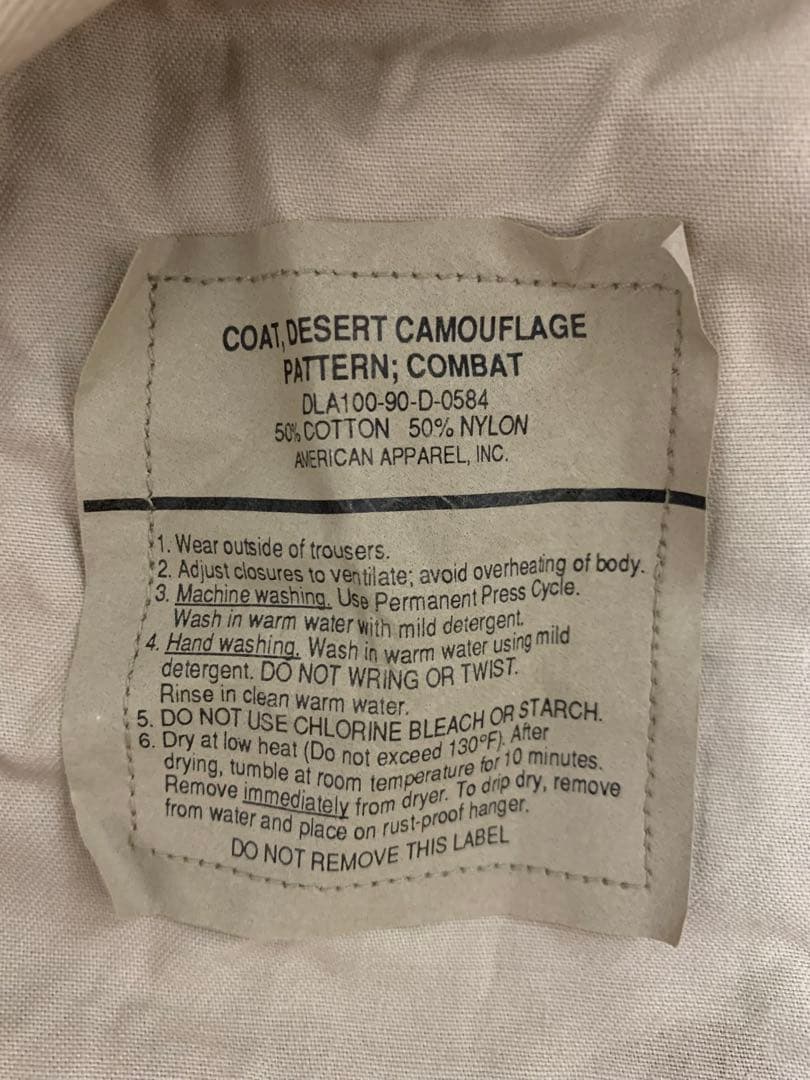 COAT, DESERT CAMOUFLAGE
PATTERN; COMBAT
DLA100-90-D-0584
50% COTTON 50% NYLON
AMERICAN APPAREL, INC.
1. Wear outside of trousers.
2. Adjust closures to ventilate; avoid overheating of body.
3. Machine washing. Use Permanent Press Cycle.
Wash in warm water with mild detergent.
4. Hand washing. Wash in warm water using mild
detergent. DO NOT WRING OR TWIST.
Rinse in clean warm water.
5. DO NOT USE CHLORINE BLEACH OR STARCH.
6. Dry at low heat (Do not exceed 130°F). After
drying, tumble at room temperature for 10 minutes.
Remove immediately from dryer. To drip dry, remove
from water and place on rust-proof hanger.
DO NOT REMOVE THIS LABEL